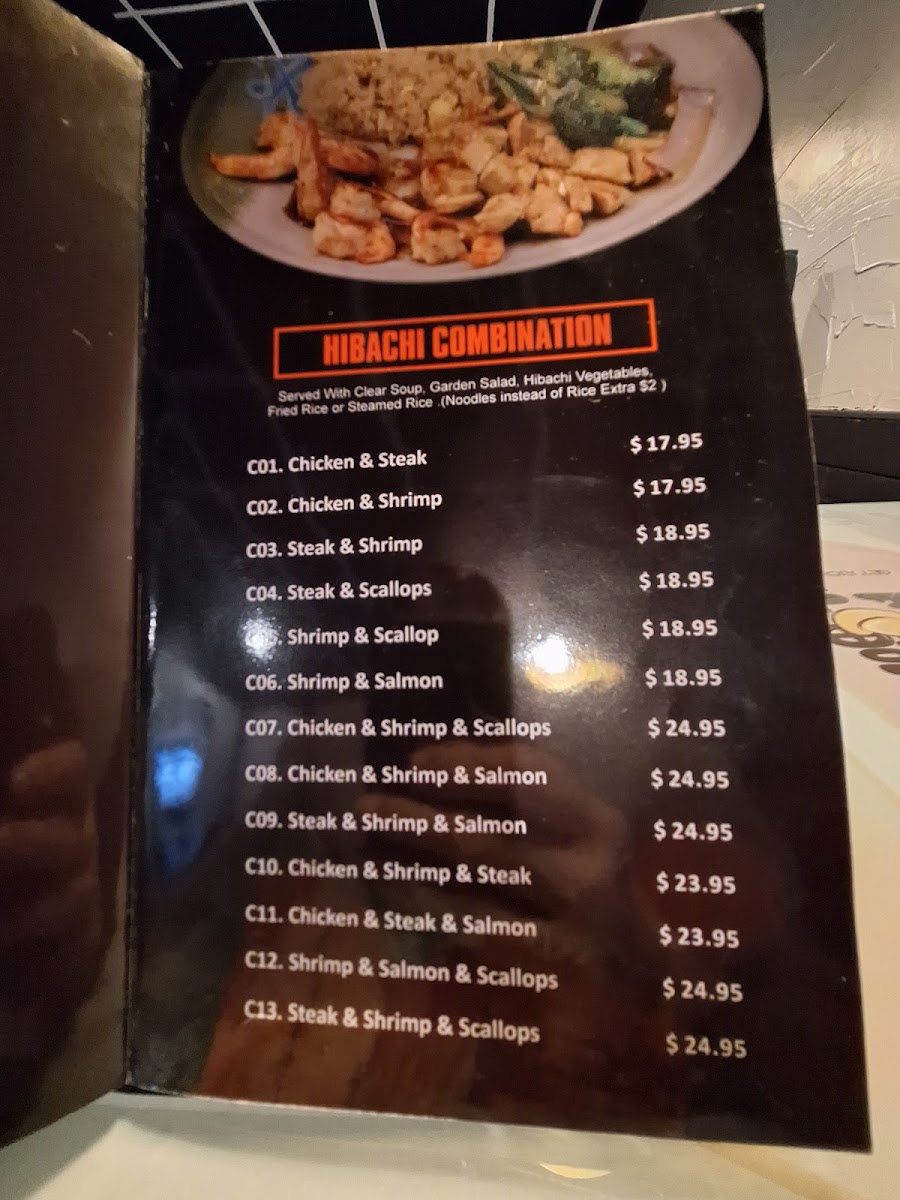 HIBACHI COMBINATION
Served With Clear Soup, Garden Salad, Hibachi Vegetables,
Fried Rice or Steamed Rice .(Noodles instead of Rice Extra $2 )
C01. Chicken & Steak $ 17.95
C02. Chicken & Shrimp $ 17.95
C03. Steak & Shrimp $ 18.95
C04. Steak & Scallops $ 18.95
Shrimp & Scallop $ 18.95
C06. Shrimp & Salmon $ 18.95
C07. Chicken & Shrimp & Scallops $ 24.95
C08. Chicken & Shrimp & Salmon $ 24.95
C09. Steak & Shrimp & Salmon $ 24.95
C10. Chicken & Shrimp & Steak $ 23.95
C11. Chicken & Steak & Salmon $ 23.95
C12. Shrimp & Salmon & Scallops $ 24.95
C13. Steak & Shrimp & Scallops $ 24.95